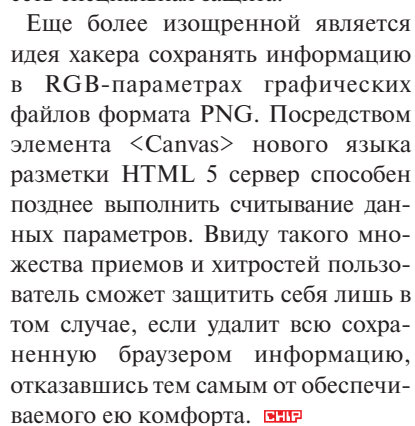 Еще более изощренной является
идея хакера сохранять информацию
в RGB-параметрах графических
файлов формата PNG. Посредством
элемента <Canvas> нового языка
разметки HTML 5 сервер способен
позднее выполнить считывание дан-
ных параметров. Ввиду такого мно-
жества приемов и хитростей пользо-
ватель сможет защитить себя лишь в
том случае, если удалит всю сохра-
ненную браузером информацию,
отказавшись тем самым от обеспечи-
ваемого ею комфорта. CHIP